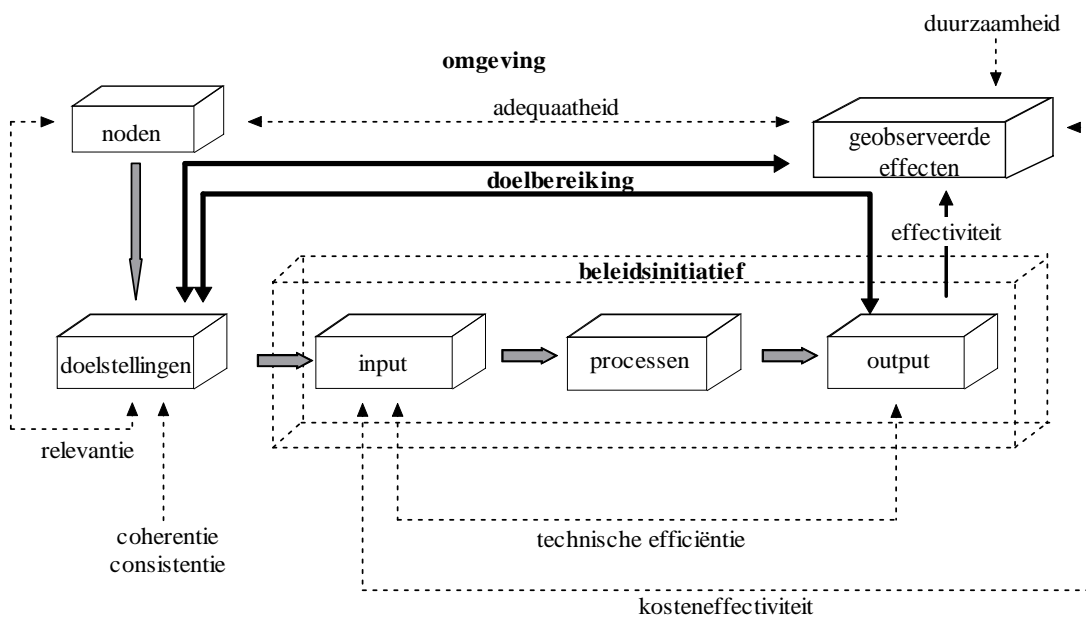 duurzaamheid
omgeving
adequaatheid
noden
geobserveerde
effecten
doelbereiking
effectiviteit
beleidsinitiatief
doelstellingen
input
processen
output
relevantie
coherentie
consistentie
technische efficiëntie
kosteneffectiviteit